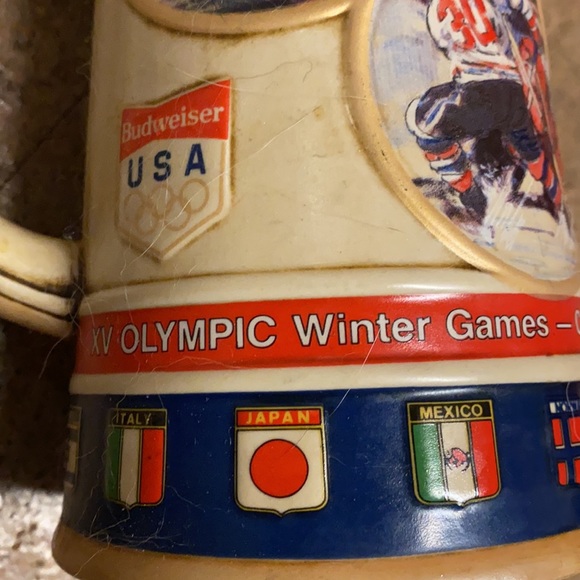 30
Budweiser
USA
XV OLYMPIC Winter Games –
ITALY
JAPAN
MEXICO